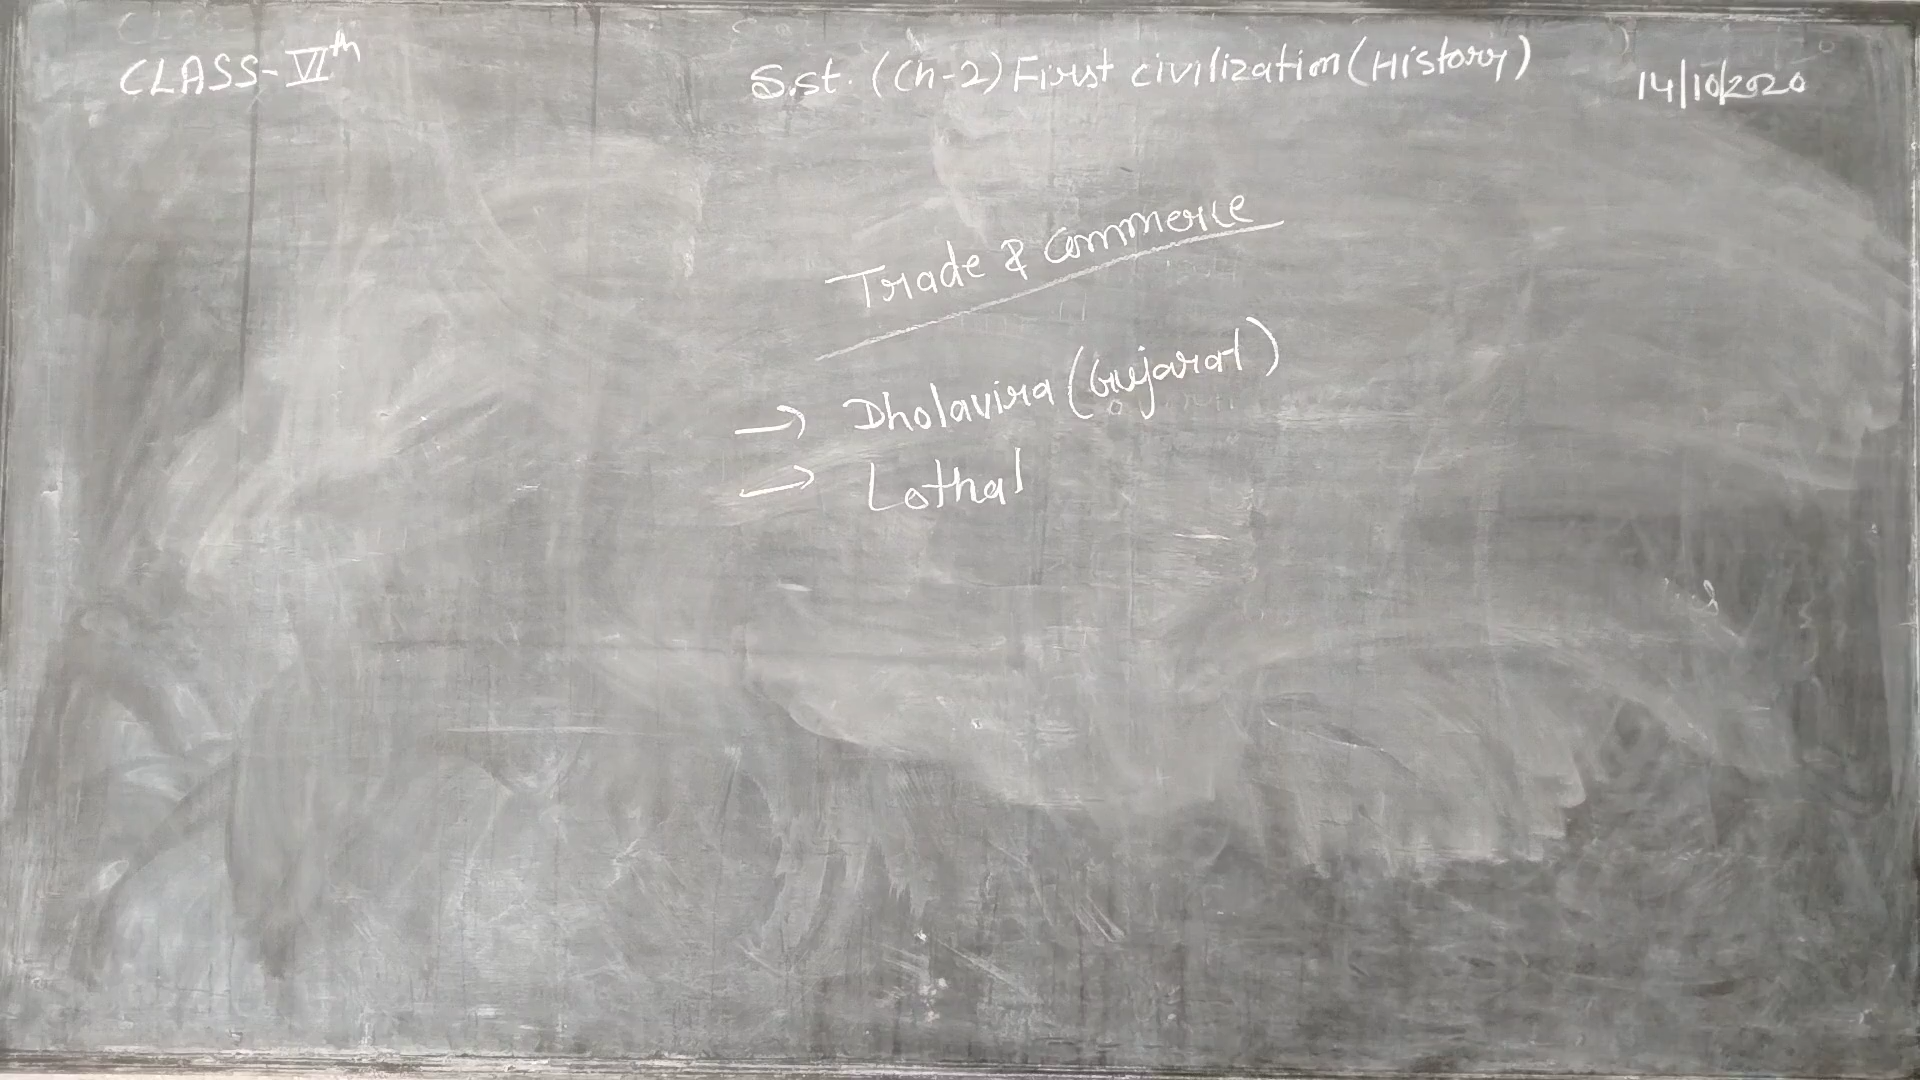 CLASS-VIth S.st. (Ch-2) First civilization (History) 14/10/2020
Trade & Commerce
→ Dholavira (Gujarat)
→ Lothal